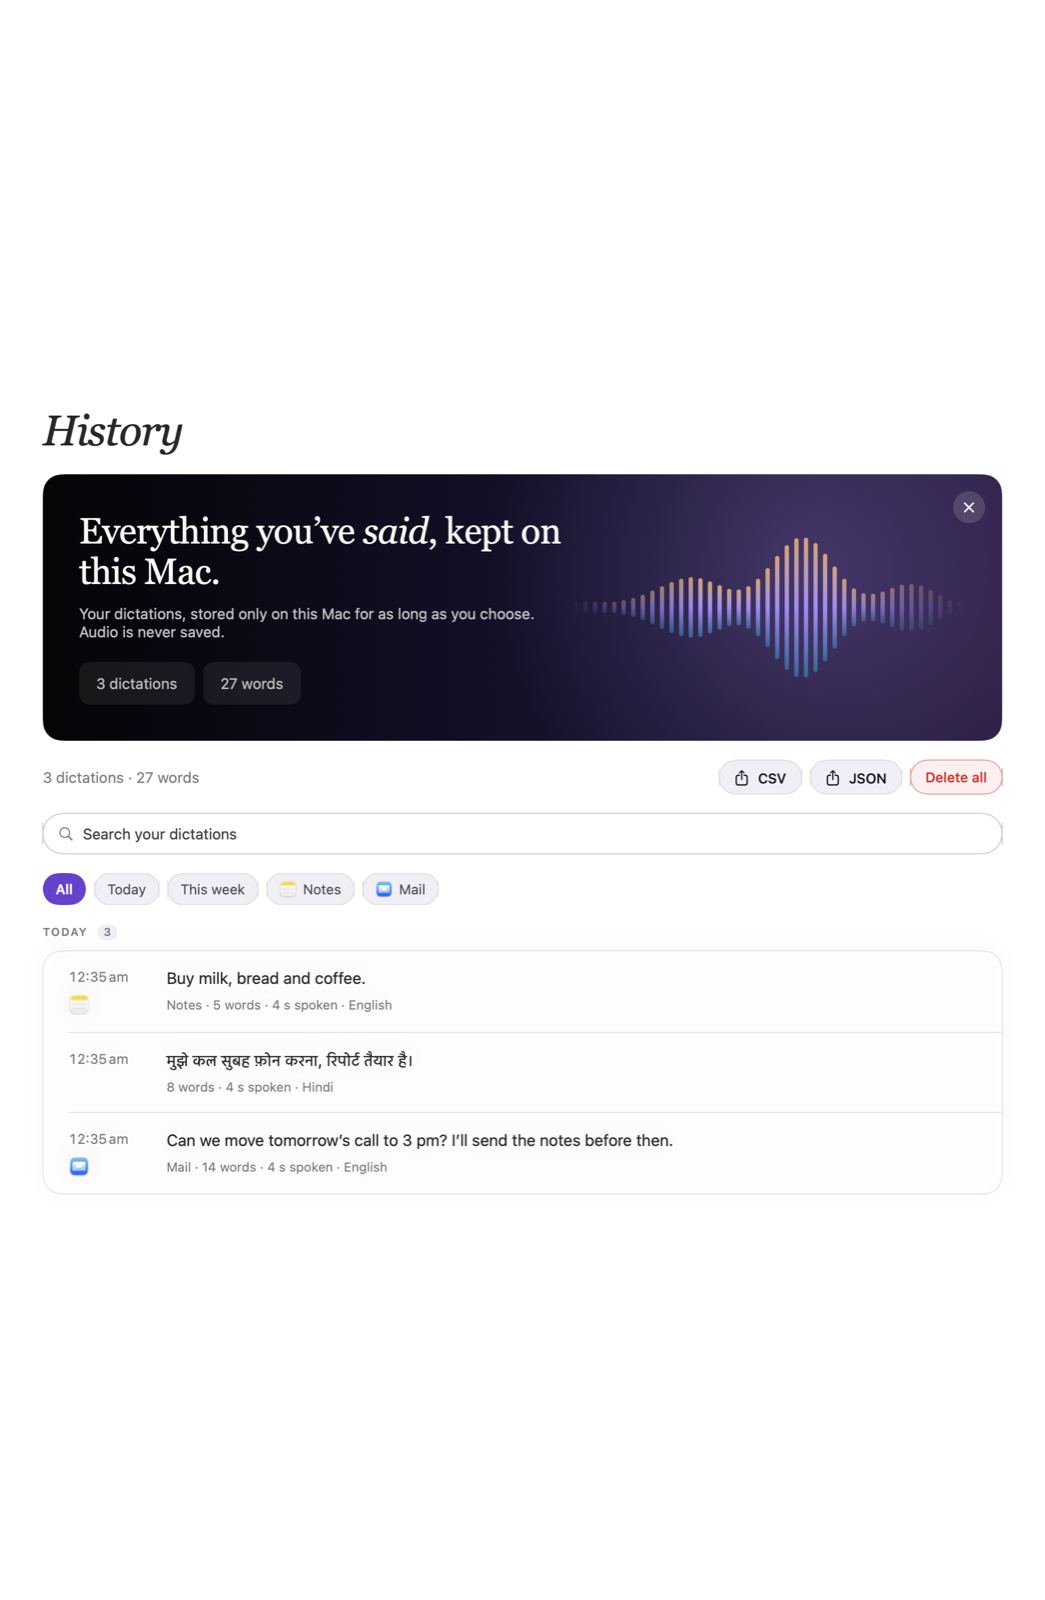 History
Everything you’ve said, kept on
this Mac.
Your dictations, stored only on this Mac for as long as you choose.
Audio is never saved.
3 dictations
27 words
3 dictations · 27 words
CSV
JSON
Delete all
Search your dictations
All
Today
This week
Notes
Mail
TODAY 3
12:35 am
Buy milk, bread and coffee.
Notes · 5 words · 4 s spoken · English
12:35 am
मुझे कल सुबह फ़ोन करना, रिपोर्ट तैयार है।
8 words · 4 s spoken · Hindi
12:35 am
Can we move tomorrow’s call to 3 pm? I’ll send the notes before then.
Mail · 14 words · 4 s spoken · English